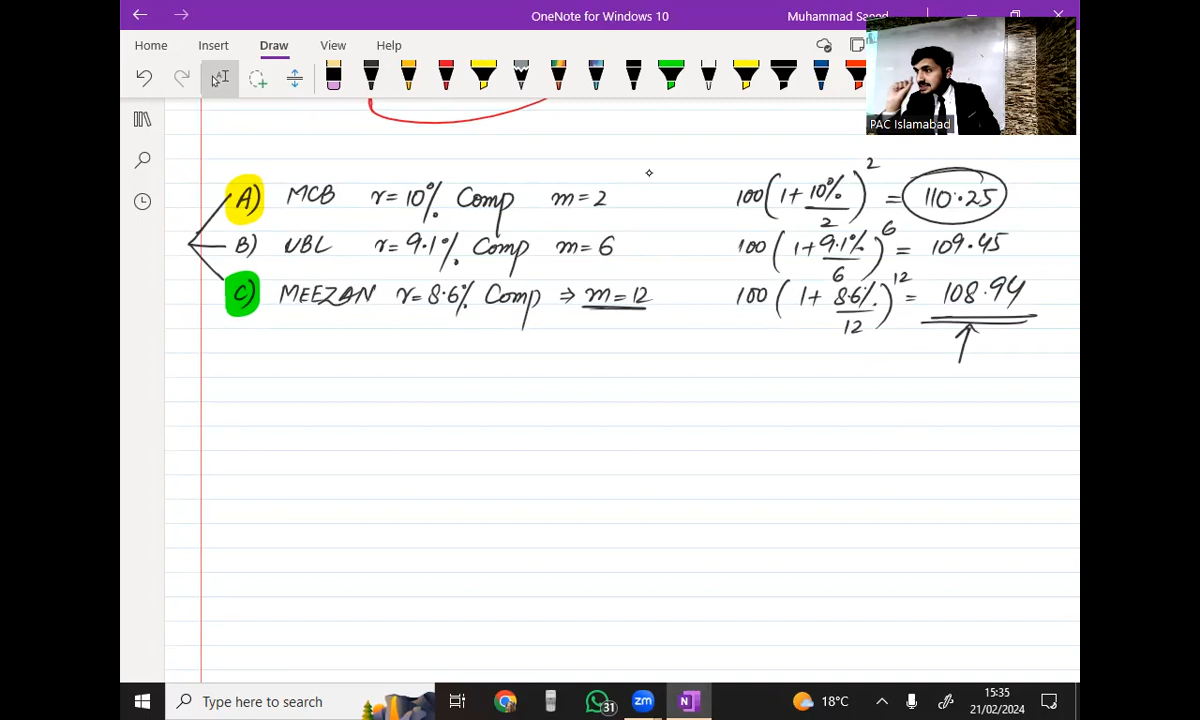 OneNote for Windows 10
Muhammad Saeed
Home Insert Draw View Help
PAC Islamabad
A) MCB r=10% Comp m=2 100(1+10%/2)^2 = 110.25
B) UBL r=9.1% Comp m=6 100(1+9.1%/6)^6 = 109.45
C) MEEZAN r=8.6% Comp ⇒ m=12 100(1+8.6%/12)^12 = 108.94
Type here to search
31
zm
N
18°C
15:35
21/02/2024